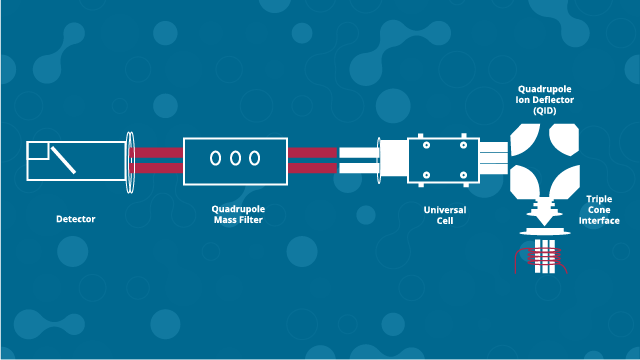 Quadrupole
Ion Deflector
(QID)
Detector
Quadrupole
Mass Filter
Universal
Cell
Triple
Cone
Interface